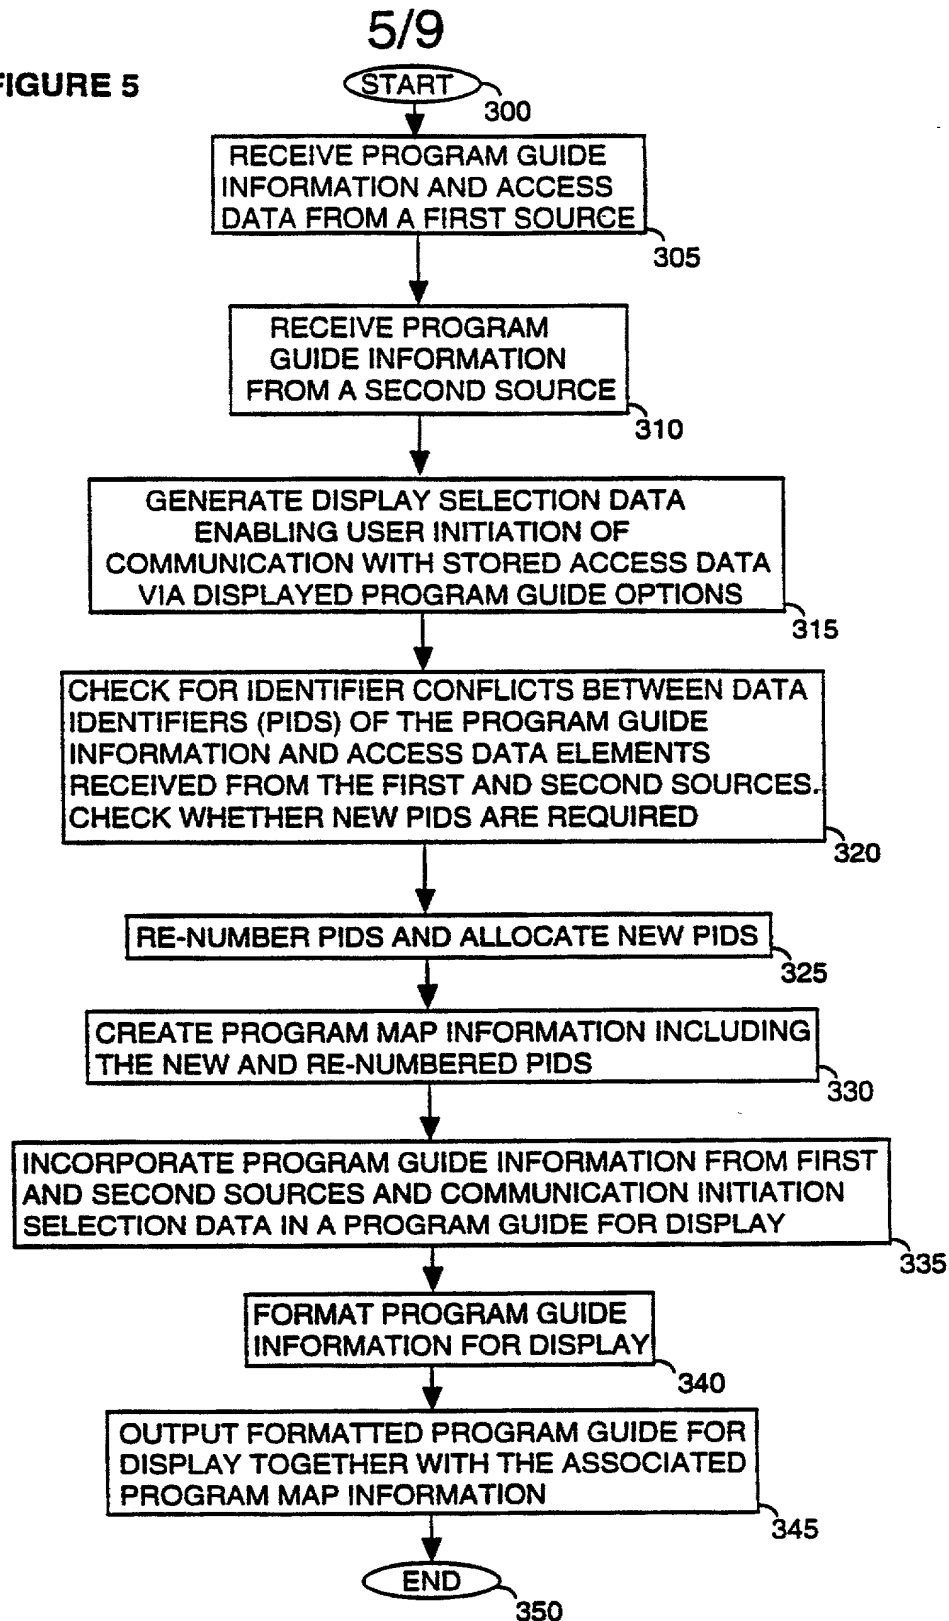 5/9
FIGURE 5
START
300
RECEIVE PROGRAM GUIDE
INFORMATION AND ACCESS
DATA FROM A FIRST SOURCE
305
RECEIVE PROGRAM
GUIDE INFORMATION
FROM A SECOND SOURCE
310
GENERATE DISPLAY SELECTION DATA
ENABLING USER INITIATION OF
COMMUNICATION WITH STORED ACCESS DATA
VIA DISPLAYED PROGRAM GUIDE OPTIONS
315
CHECK FOR IDENTIFIER CONFLICTS BETWEEN DATA
IDENTIFIERS (PIDS) OF THE PROGRAM GUIDE
INFORMATION AND ACCESS DATA ELEMENTS
RECEIVED FROM THE FIRST AND SECOND SOURCES.
CHECK WHETHER NEW PIDS ARE REQUIRED
320
RE-NUMBER PIDS AND ALLOCATE NEW PIDS
325
CREATE PROGRAM MAP INFORMATION INCLUDING
THE NEW AND RE-NUMBERED PIDS
330
INCORPORATE PROGRAM GUIDE INFORMATION FROM FIRST
AND SECOND SOURCES AND COMMUNICATION INITIATION
SELECTION DATA IN A PROGRAM GUIDE FOR DISPLAY
335
FORMAT PROGRAM GUIDE
INFORMATION FOR DISPLAY
340
OUTPUT FORMATTED PROGRAM GUIDE FOR
DISPLAY TOGETHER WITH THE ASSOCIATED
PROGRAM MAP INFORMATION
345
END
350